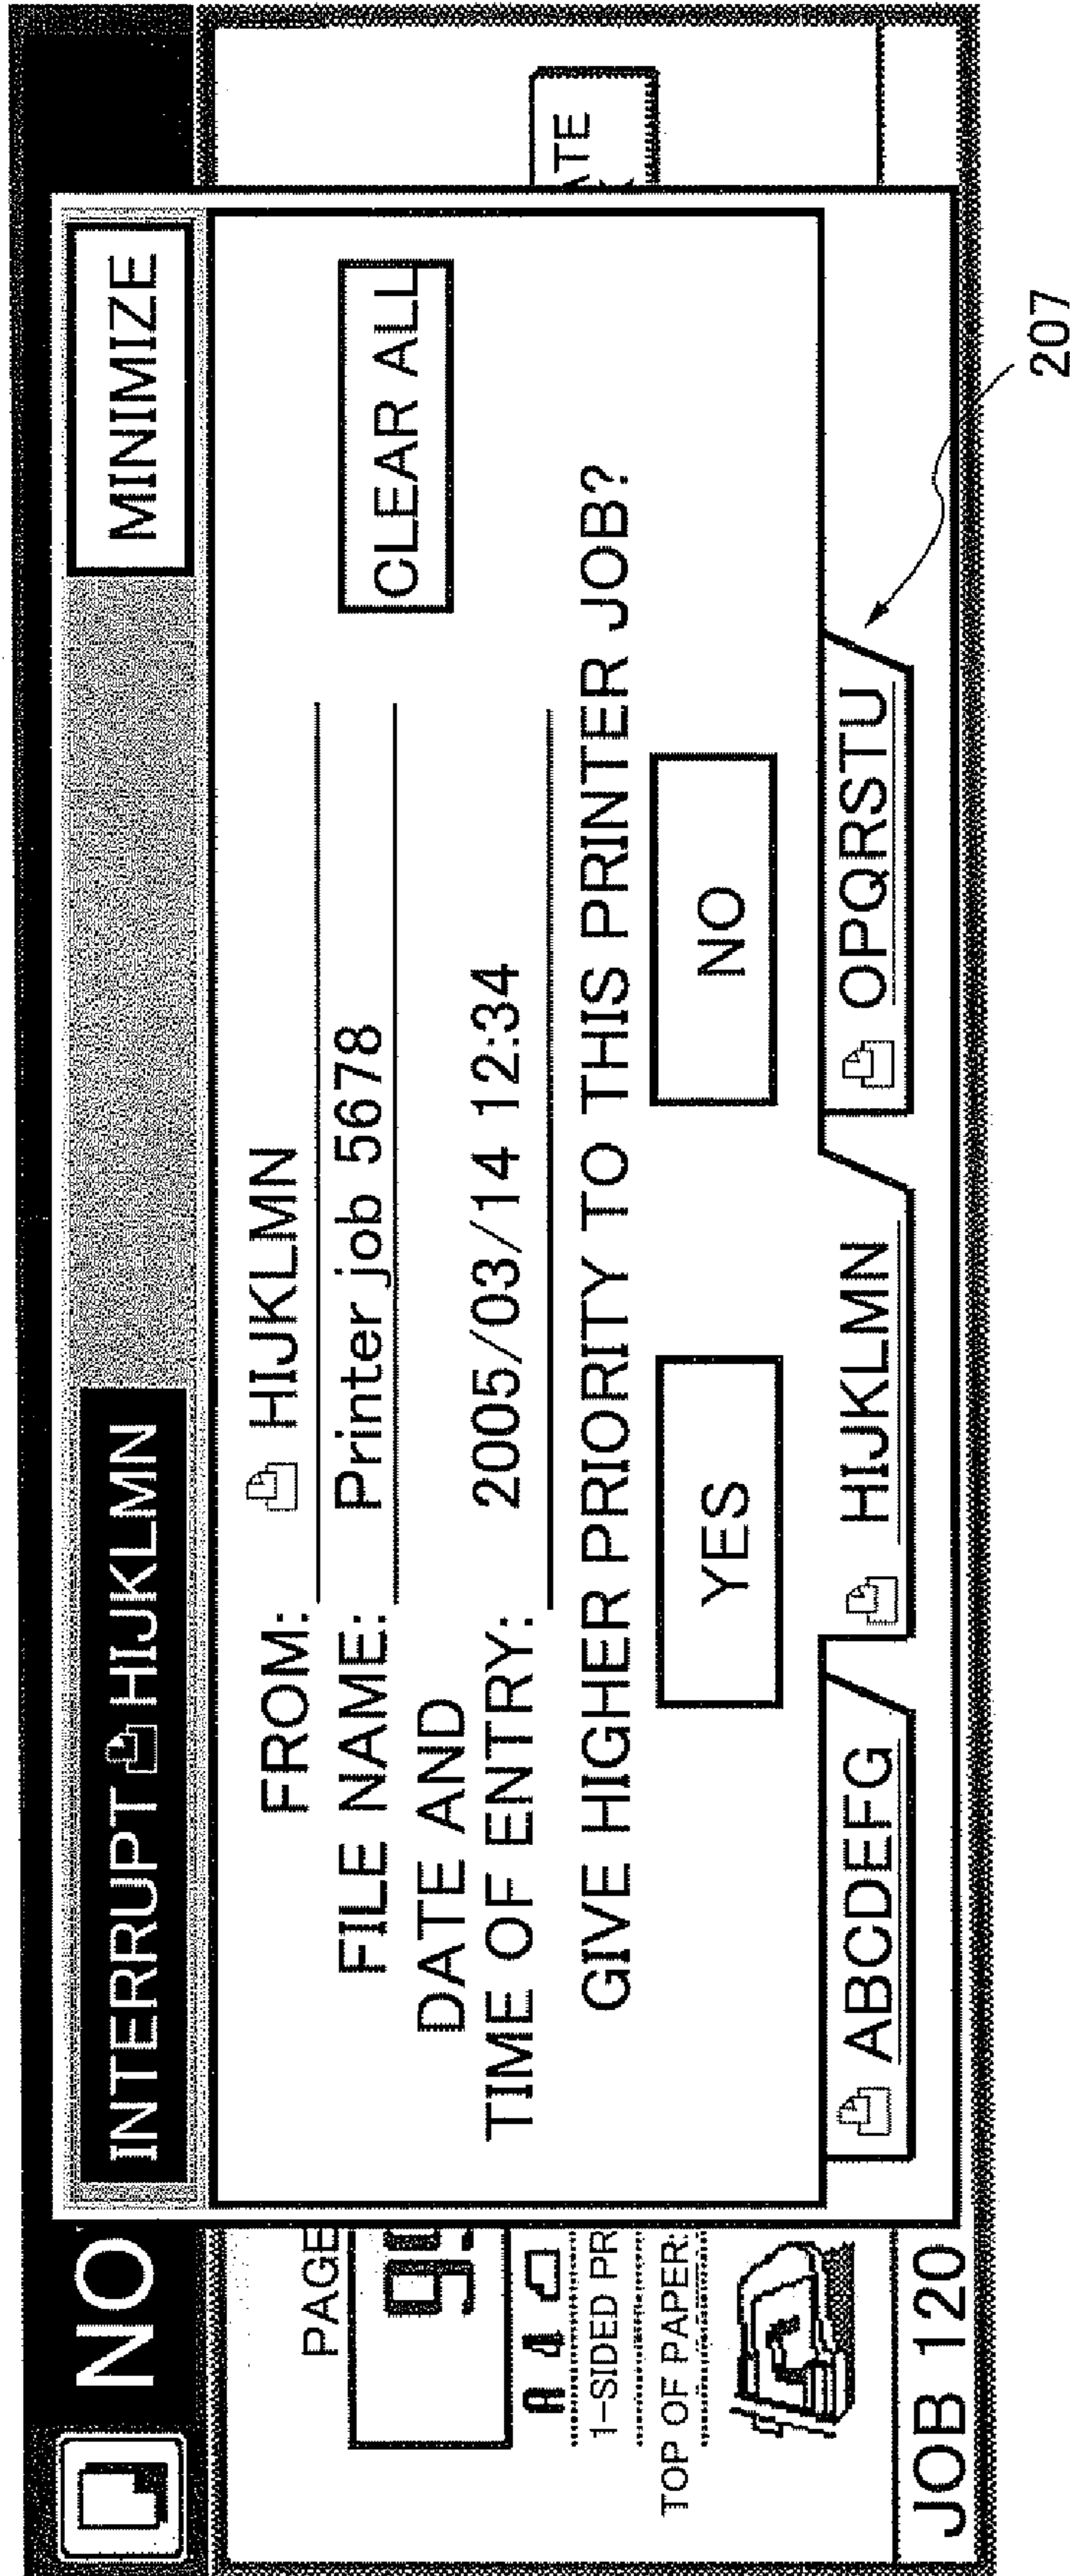 NO
INTERRUPT HIJKLMN
MINIMIZE
PAGE
FROM: HIJKLMN
FILE NAME: Printer job 5678
CLEAR ALL
DATE AND
TIME OF ENTRY: 2005/03/14 12:34
GIVE HIGHER PRIORITY TO THIS PRINTER JOB?
YES
NO
1-SIDED PR
TOP OF PAPER:
ABCDEFG
HIJKLMN
OPQRSTU
JOB 120
207